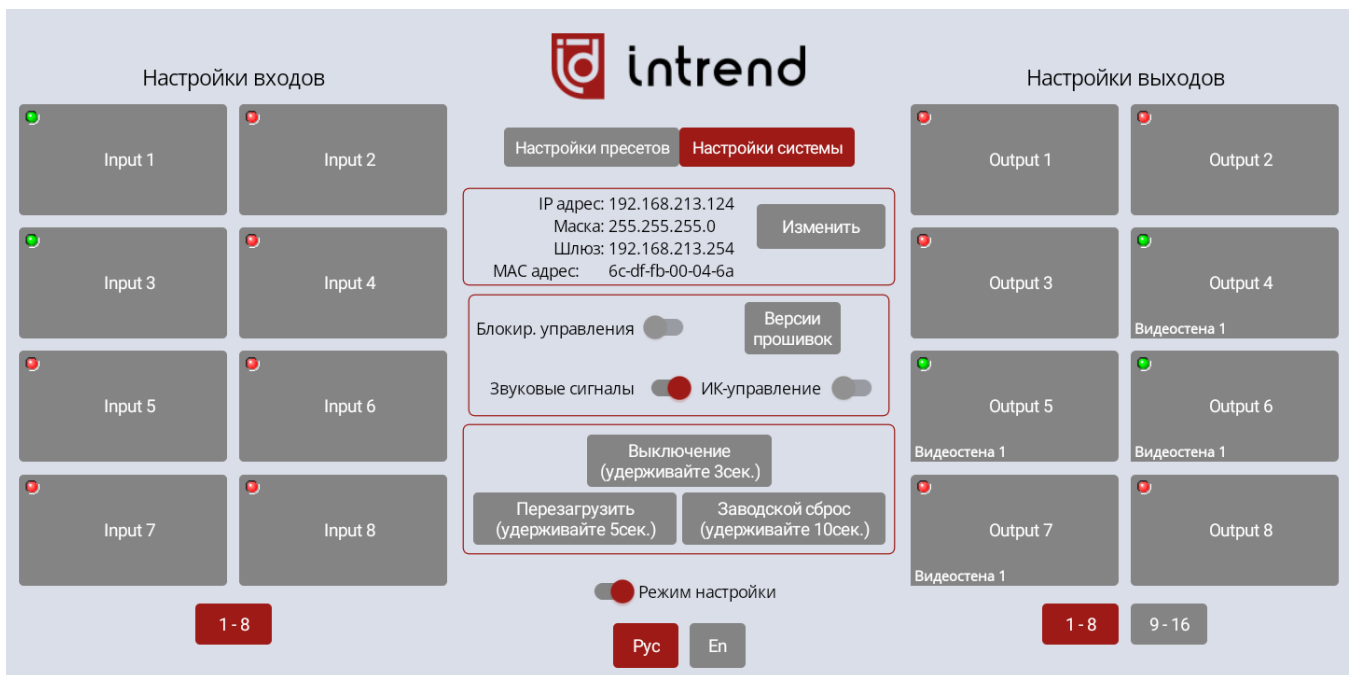 intrend
Настройки входов
Input 1
Input 2
Input 3
Input 4
Input 5
Input 6
Input 7
Input 8
1 - 8
Настройки пресетов
Настройки системы
IP адрес: 192.168.213.124
Маска: 255.255.255.0
Шлюз: 192.168.213.254
MAC адрес: 6c-df-fb-00-04-6a
Изменить
Блокир. управления
Версии
прошивок
Звуковые сигналы
ИК-управление
Выключение
(удерживайте 3сек.)
Перезагрузить
(удерживайте 5сек.)
Заводской сброс
(удерживайте 10сек.)
Режим настройки
Рус
En
Настройки выходов
Output 1
Output 2
Output 3
Output 4
Видеостена 1
Output 5
Видеостена 1
Output 6
Видеостена 1
Output 7
Видеостена 1
Output 8
1 - 8
9 - 16